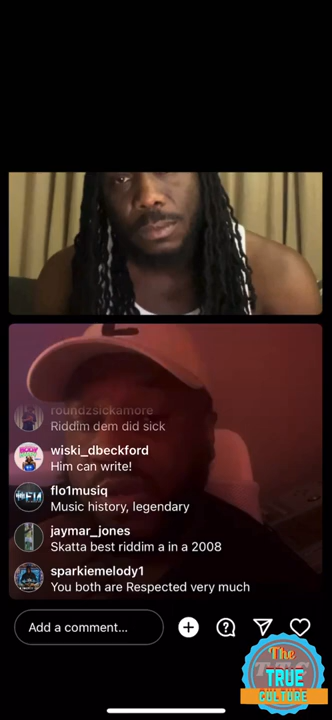 roundzsickamore
Riddim dem did sick
wiski_dbeckford
Him can write!
flo1musiq
Music history, legendary
jaymar_jones
Skatta best riddim a in a 2008
sparkiemelody1
You both are Respected very much
Add a comment...
The
TRUE
CULTURE